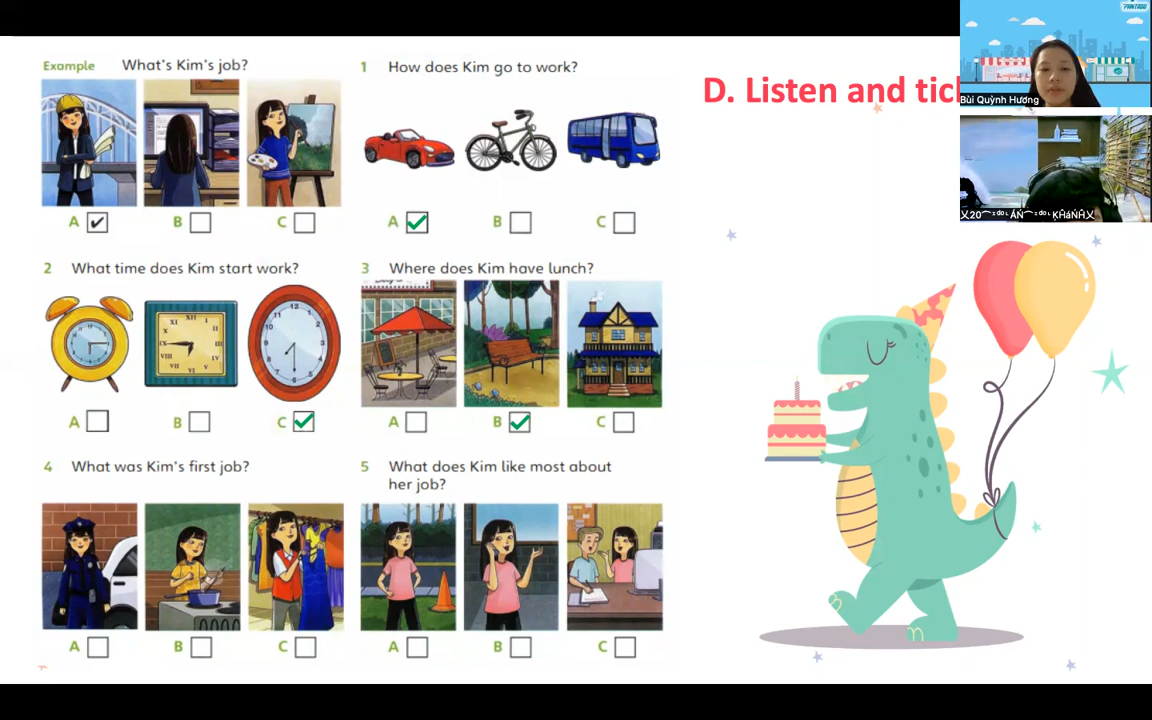 Example What's Kim's job?
A ✔ B C
1 How does Kim go to work?
A ✓ B C
2 What time does Kim start work?
A B C ✓
3 Where does Kim have lunch?
A B ✓ C
4 What was Kim's first job?
A B C
5 What does Kim like most about
her job?
A B C
D. Listen and tic
PANTADO
Bùi Quỳnh Hương